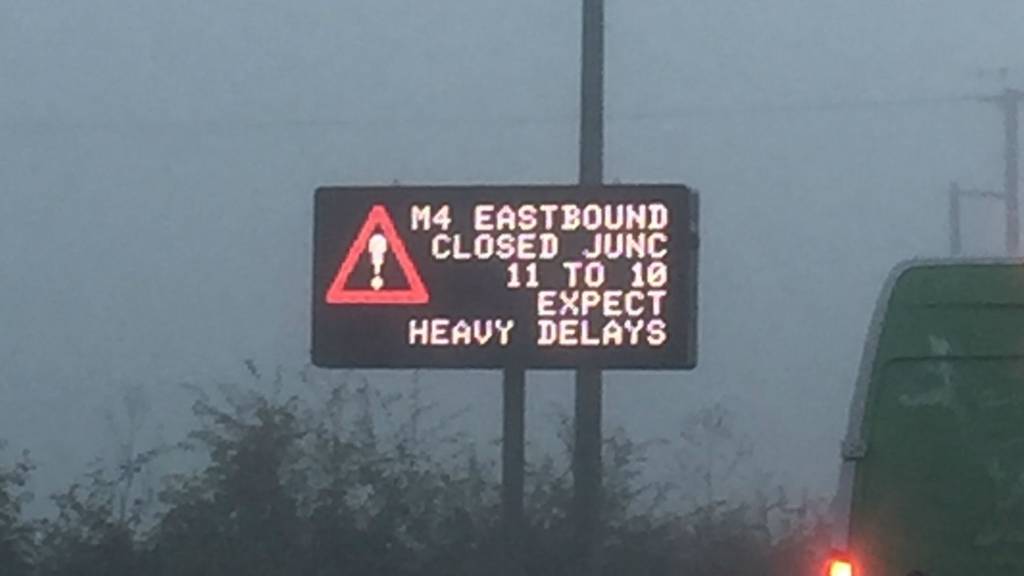 M4 EASTBOUND
CLOSED JUNC
11 TO 10
EXPECT
HEAVY DELAYS